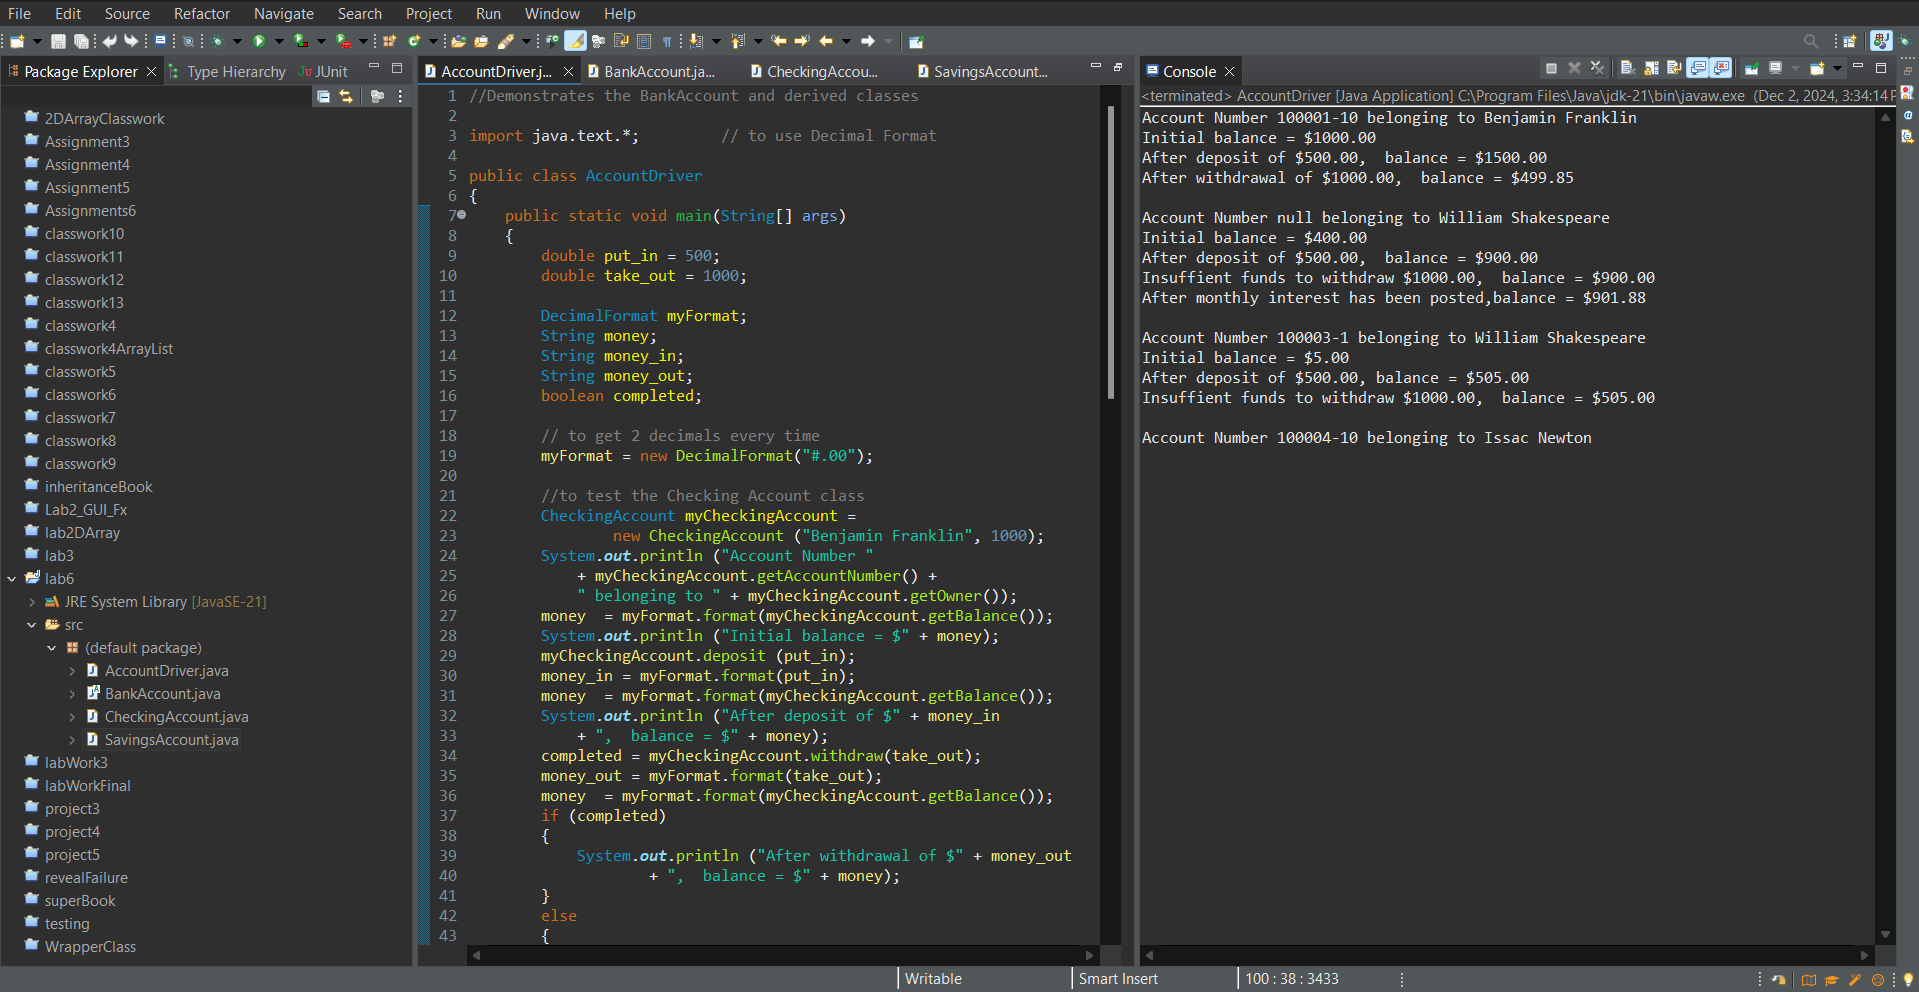 File Edit Source Refactor Navigate Search Project Run Window Help
Package Explorer Type Hierarchy JUnit
2DArrayClasswork
Assignment3
Assignment4
Assignment5
Assignments6
classwork10
classwork11
classwork12
classwork13
classwork4
classwork4ArrayList
classwork5
classwork6
classwork7
classwork8
classwork9
inheritanceBook
Lab2_GUI_Fx
lab2DArray
lab3
lab6
JRE System Library [JavaSE-21]
src
(default package)
AccountDriver.java
BankAccount.java
CheckingAccount.java
SavingsAccount.java
labWork3
labWorkFinal
project3
project4
project5
revealFailure
superBook
testing
WrapperClass
AccountDriver.j... BankAccount.ja... CheckingAccou... SavingsAccount...
1 //Demonstrates the BankAccount and derived classes
2
3 import java.text.*; // to use Decimal Format
4
5 public class AccountDriver
6 {
7 public static void main(String[] args)
8 {
9 double put_in = 500;
10 double take_out = 1000;
11
12 DecimalFormat myFormat;
13 String money;
14 String money_in;
15 String money_out;
16 boolean completed;
17
18 // to get 2 decimals every time
19 myFormat = new DecimalFormat("#.00");
20
21 //to test the Checking Account class
22 CheckingAccount myCheckingAccount =
23 new CheckingAccount ("Benjamin Franklin", 1000);
24 System.out.println ("Account Number "
25 + myCheckingAccount.getAccountNumber() +
26 " belonging to " + myCheckingAccount.getOwner());
27 money = myFormat.format(myCheckingAccount.getBalance());
28 System.out.println ("Initial balance = $" + money);
29 myCheckingAccount.deposit (put_in);
30 money_in = myFormat.format(put_in);
31 money = myFormat.format(myCheckingAccount.getBalance());
32 System.out.println ("After deposit of $" + money_in
33 + ", balance = $" + money);
34 completed = myCheckingAccount.withdraw(take_out);
35 money_out = myFormat.format(take_out);
36 money = myFormat.format(myCheckingAccount.getBalance());
37 if (completed)
38 {
39 System.out.println ("After withdrawal of $" + money_out
40 + ", balance = $" + money);
41 }
42 else
43 {
Console
<terminated> AccountDriver [Java Application] C:\Program Files\Java\jdk-21\bin\javaw.exe (Dec 2, 2024, 3:34:14 P
Account Number 100001-10 belonging to Benjamin Franklin
Initial balance = $1000.00
After deposit of $500.00, balance = $1500.00
After withdrawal of $1000.00, balance = $499.85
Account Number null belonging to William Shakespeare
Initial balance = $400.00
After deposit of $500.00, balance = $900.00
Insuffient funds to withdraw $1000.00, balance = $900.00
After monthly interest has been posted,balance = $901.88
Account Number 100003-1 belonging to William Shakespeare
Initial balance = $5.00
After deposit of $500.00, balance = $505.00
Insuffient funds to withdraw $1000.00, balance = $505.00
Account Number 100004-10 belonging to Issac Newton
Writable Smart Insert 100 : 38 : 3433